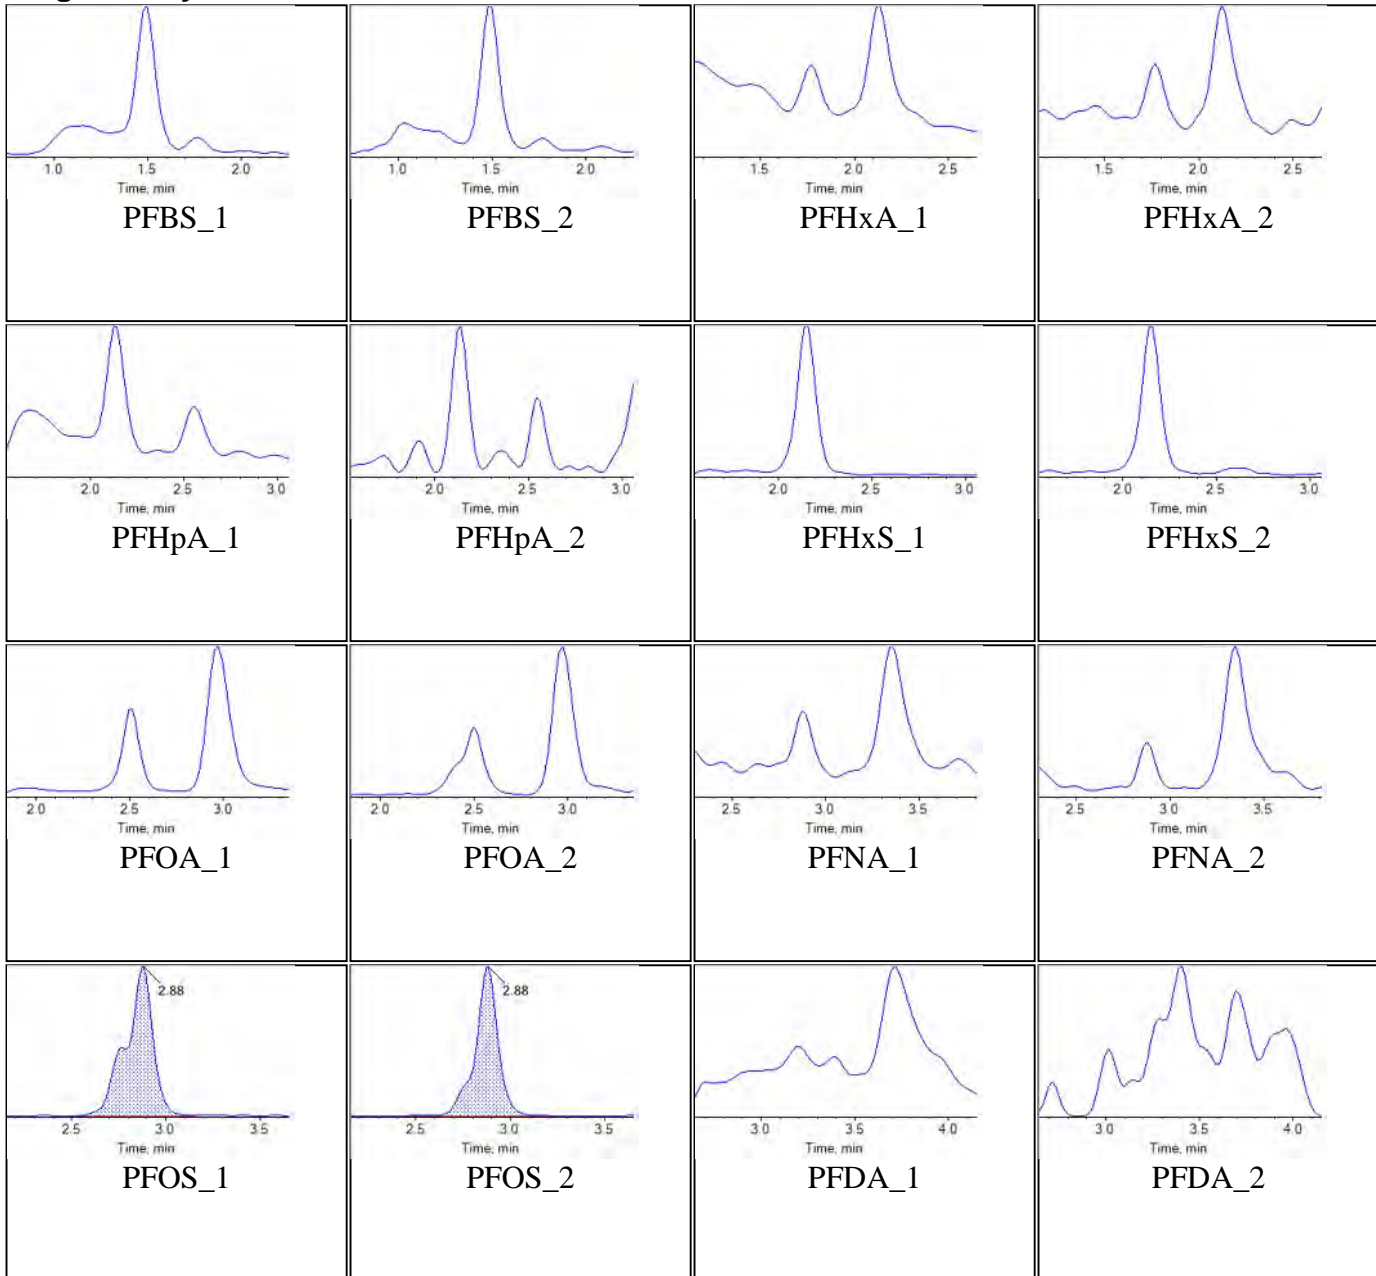 1.0 1.5 2.0
Time, min
PFBS_1
1.0 1.5 2.0
Time, min
PFBS_2
1.5 2.0 2.5
Time, min
PFHxA_1
1.5 2.0 2.5
Time, min
PFHxA_2
2.0 2.5 3.0
Time, min
PFHpA_1
2.0 2.5 3.0
Time, min
PFHpA_2
2.0 2.5 3.0
Time, min
PFHxS_1
2.0 2.5 3.0
Time, min
PFHxS_2
2.0 2.5 3.0
Time, min
PFOA_1
2.0 2.5 3.0
Time, min
PFOA_2
2.5 3.0 3.5
Time, min
PFNA_1
2.5 3.0 3.5
Time, min
PFNA_2
2.88
2.5 3.0 3.5
Time, min
PFOS_1
2.88
2.5 3.0 3.5
Time, min
PFOS_2
3.0 4.0
Time, min
PFDA_1
3.0 4.0
Time, min
PFDA_2